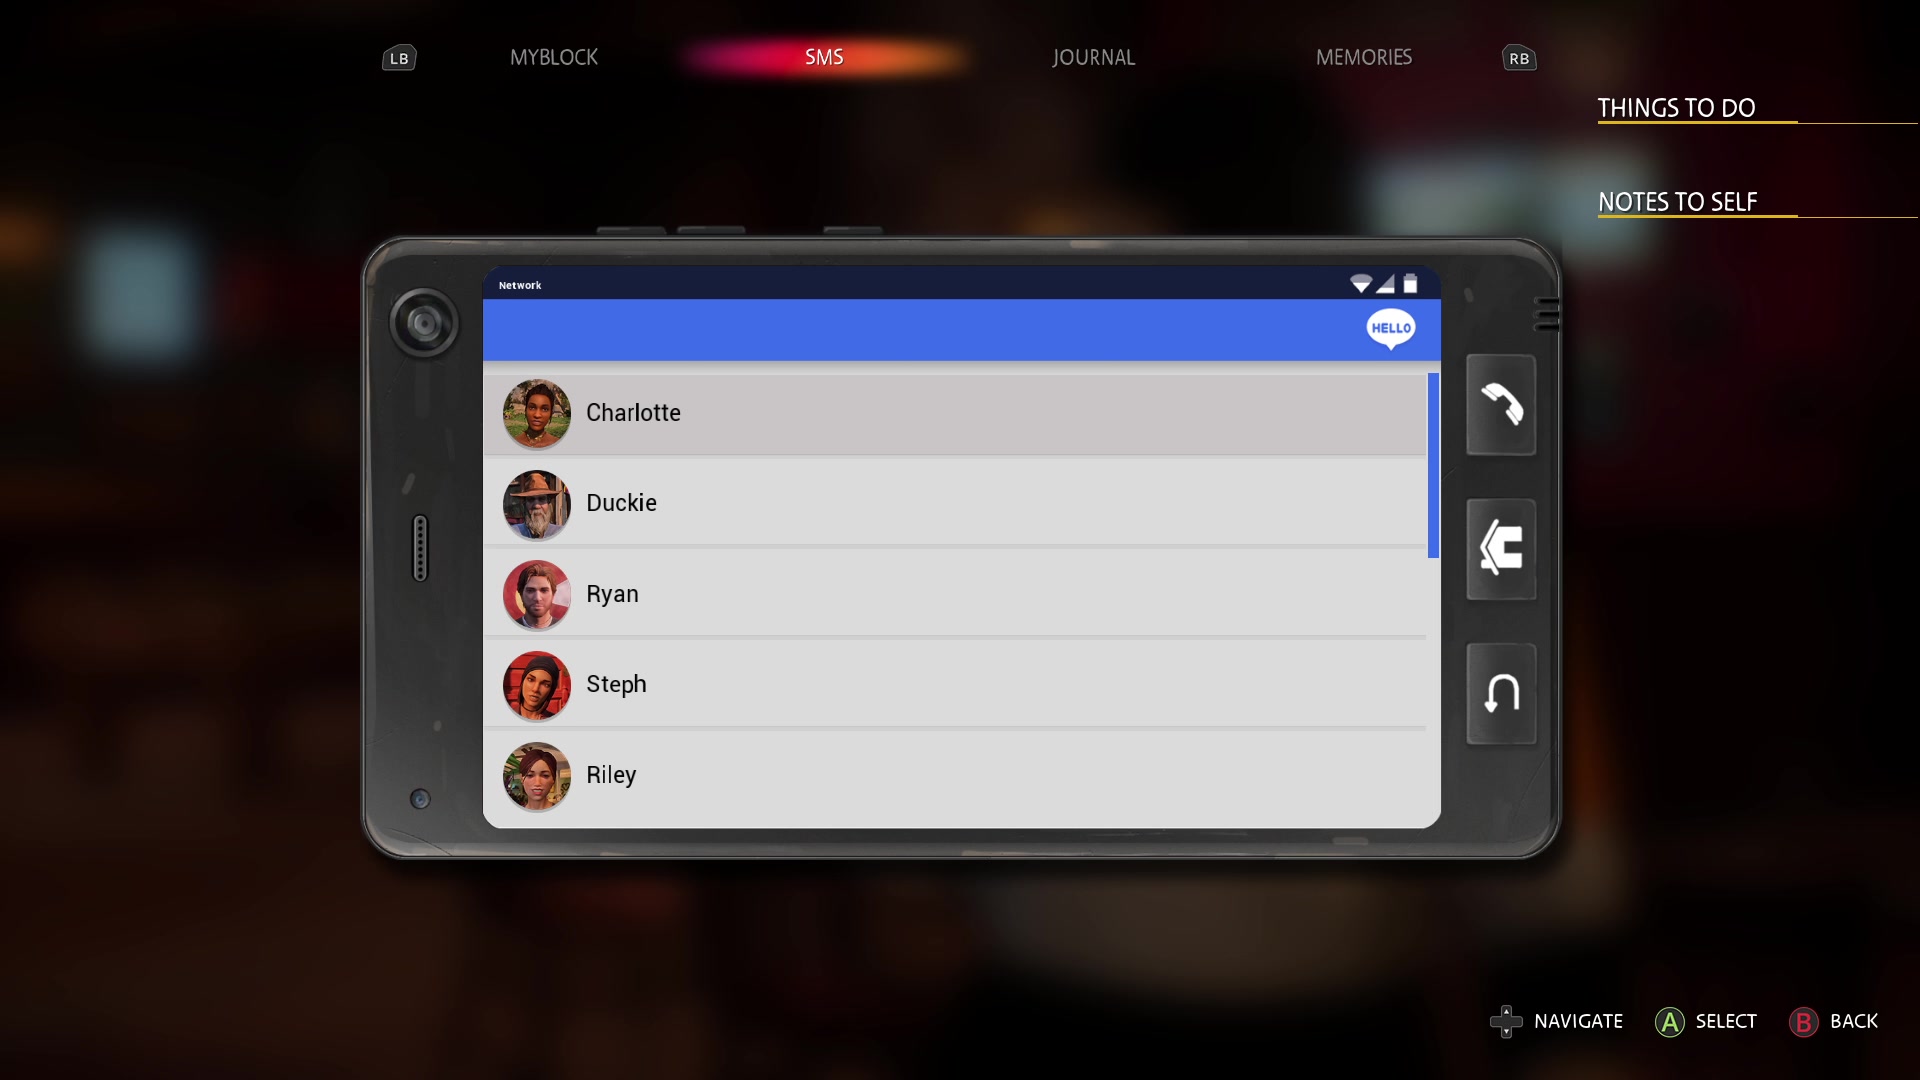 LB MYBLOCK SMS JOURNAL MEMORIES RB
THINGS TO DO
NOTES TO SELF
Network
HELLO
Charlotte
Duckie
Ryan
Steph
Riley
NAVIGATE A SELECT B BACK